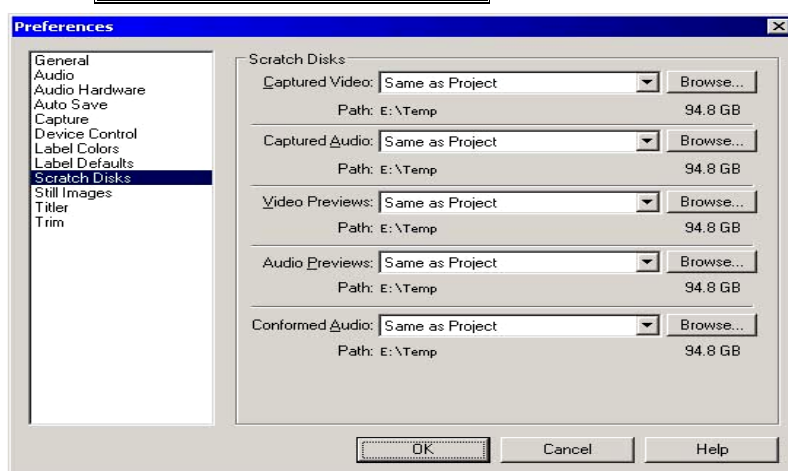 Preferences
General
Audio
Audio Hardware
Auto Save
Capture
Device Control
Label Colors
Label Defaults
Scratch Disks
Still Images
Titler
Trim
Scratch Disks
Captured Video: Same as Project Browse...
Path: E:\Temp 94.8 GB
Captured Audio: Same as Project Browse...
Path: E:\Temp 94.8 GB
Video Previews: Same as Project Browse...
Path: E:\Temp 94.8 GB
Audio Previews: Same as Project Browse...
Path: E:\Temp 94.8 GB
Conformed Audio: Same as Project Browse...
Path: E:\Temp 94.8 GB
OK Cancel Help